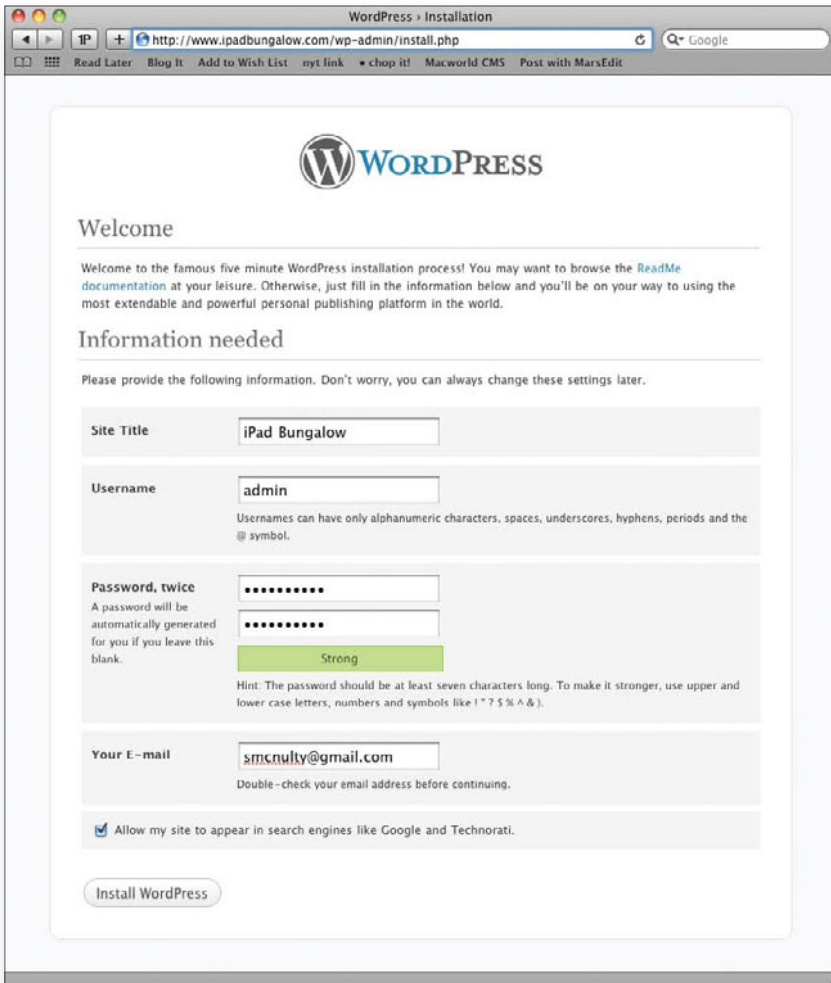 WordPress › Installation
1P + http://www.ipadbungalow.com/wp-admin/install.php Google
Read Later Blog It Add to Wish List nyt link • chop it! Macworld CMS Post with MarsEdit
WORDPRESS
Welcome
Welcome to the famous five minute WordPress installation process! You may want to browse the ReadMe
documentation at your leisure. Otherwise, just fill in the information below and you'll be on your way to using the
most extendable and powerful personal publishing platform in the world.
Information needed
Please provide the following information. Don't worry, you can always change these settings later.
Site Title
iPad Bungalow
Username
admin
Usernames can have only alphanumeric characters, spaces, underscores, hyphens, periods and the
@ symbol.
Password, twice
A password will be
automatically generated
for you if you leave this
blank.
••••••••••
••••••••••
Strong
Hint: The password should be at least seven characters long. To make it stronger, use upper and
lower case letters, numbers and symbols like ! " ? $ % ^ & ).
Your E-mail
smcnulty@gmail.com
Double-check your email address before continuing.
Allow my site to appear in search engines like Google and Technorati.
Install WordPress